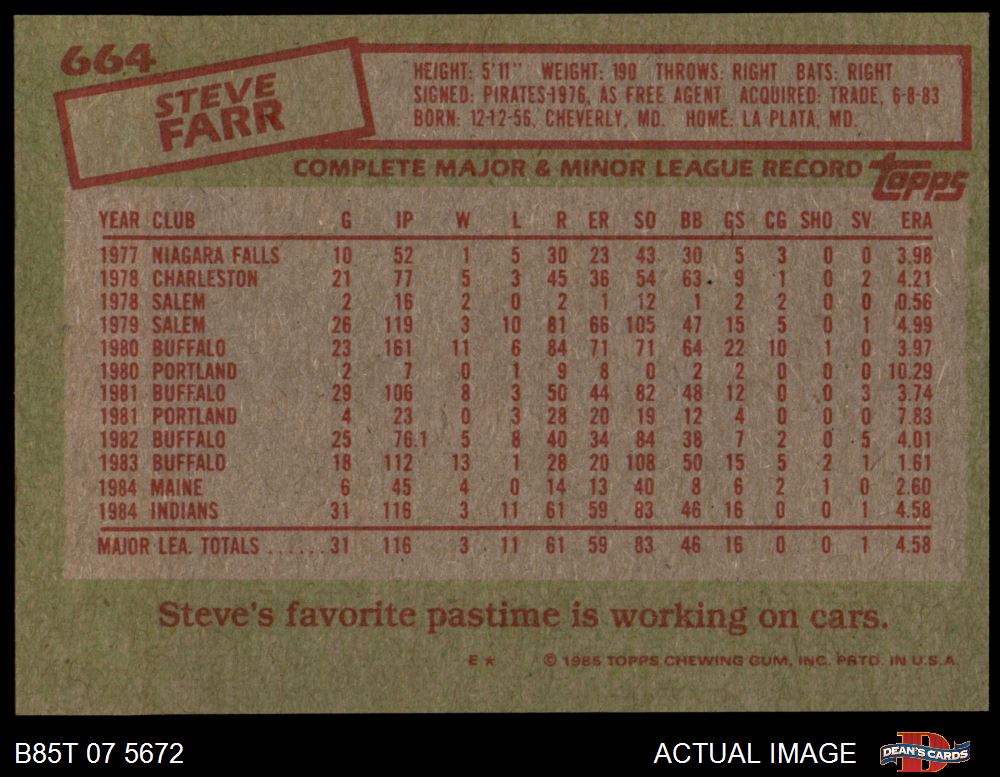 664
STEVE
FARR
HEIGHT: 5'11" WEIGHT: 190 THROWS: RIGHT BATS: RIGHT
SIGNED: PIRATES-1976, AS FREE AGENT ACQUIRED: TRADE, 6-8-83
BORN: 12-12-56, CHEVERLY, MD. HOME: LA PLATA, MD.
COMPLETE MAJOR & MINOR LEAGUE RECORD
Topps
YEAR CLUB G IP W L R ER SO BB GS CG SHO SV ERA
1977 NIAGARA FALLS 10 52 1 5 30 23 43 30 5 3 0 0 3.98
1978 CHARLESTON 21 77 5 3 45 36 54 63 9 1 0 2 4.21
1978 SALEM 2 16 2 0 2 1 12 1 2 2 0 0 0.56
1979 SALEM 26 119 3 10 81 66 105 47 15 5 0 1 4.99
1980 BUFFALO 23 161 11 6 84 71 71 64 22 10 1 0 3.97
1980 PORTLAND 2 7 0 1 9 8 0 2 2 0 0 0 10.29
1981 BUFFALO 29 106 8 3 50 44 82 48 12 0 0 3 3.74
1981 PORTLAND 4 23 0 3 28 20 19 12 4 0 0 0 7.83
1982 BUFFALO 25 76.1 5 8 40 34 84 38 7 2 0 5 4.01
1983 BUFFALO 18 112 13 1 28 20 108 50 15 5 2 1 1.61
1984 MAINE 6 45 4 0 14 13 40 8 6 2 1 0 2.60
1984 INDIANS 31 116 3 11 61 59 83 46 16 0 0 1 4.58
MAJOR LEA. TOTALS ......31 116 3 11 61 59 83 46 16 0 0 1 4.58
Steve's favorite pastime is working on cars.
E * © 1985 TOPPS CHEWING GUM, INC. PRTD. IN U.S.A.
B85T 07 5672 ACTUAL IMAGE DEAN'S CARDS